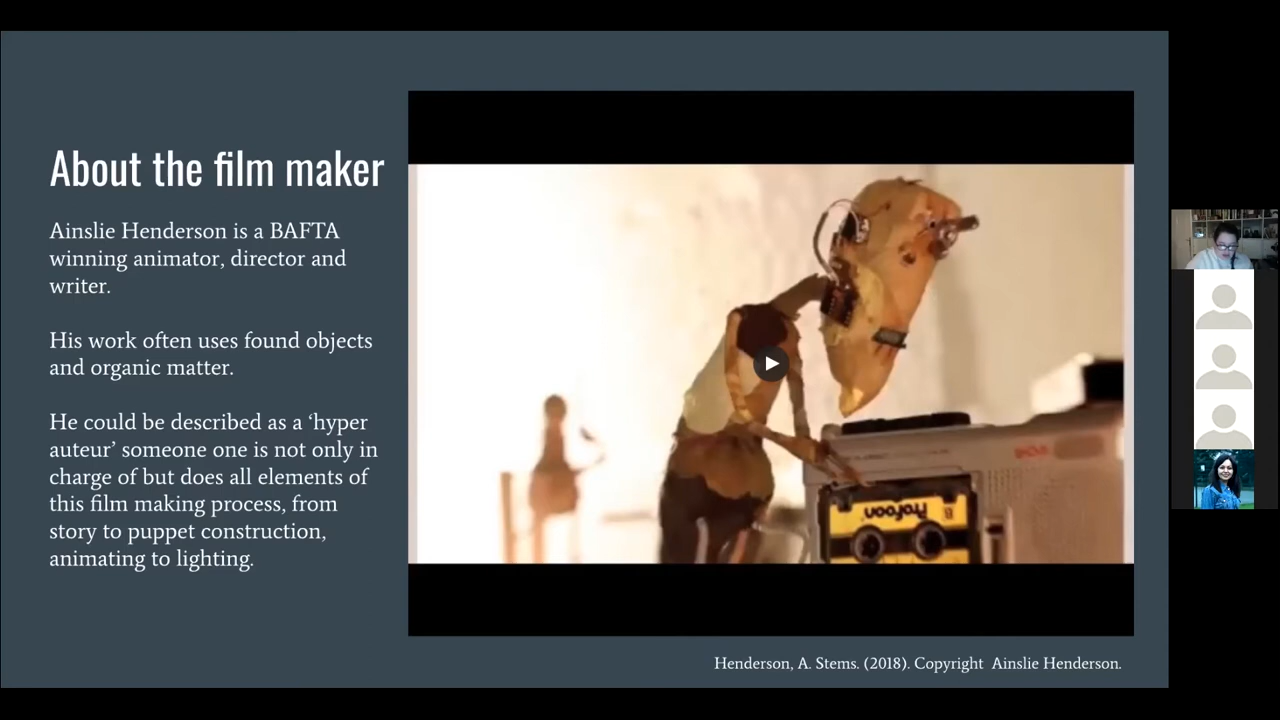 About the film maker
Ainslie Henderson is a BAFTA
winning animator, director and
writer.
His work often uses found objects
and organic matter.
He could be described as a ‘hyper
auteur’ someone one is not only in
charge of but does all elements of
this film making process, from
story to puppet construction,
animating to lighting.
Profoon
B
Henderson, A. Stems. (2018). Copyright Ainslie Henderson.